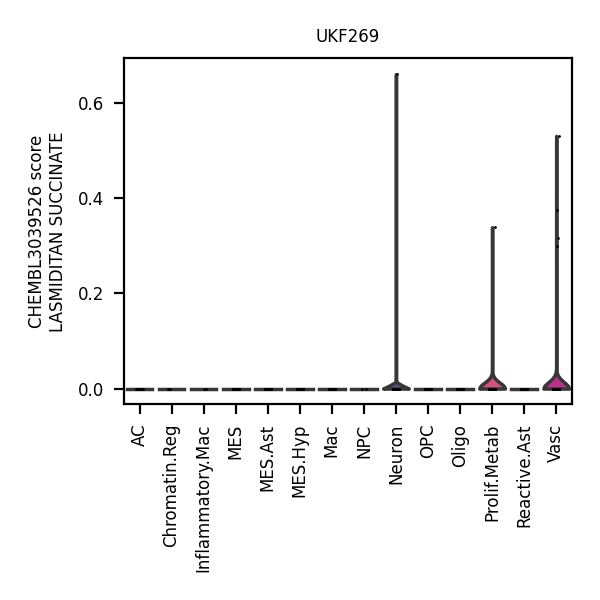 UKF269
CHEMBL3039526 score
LASMIDITAN SUCCINATE
0.6
0.4
0.2
0.0
AC
Chromatin.Reg
Inflammatory.Mac
MES
MES.Ast
MES.Hyp
Mac
NPC
Neuron
OPC
Oligo
Prolif.Metab
Reactive.Ast
Vasc